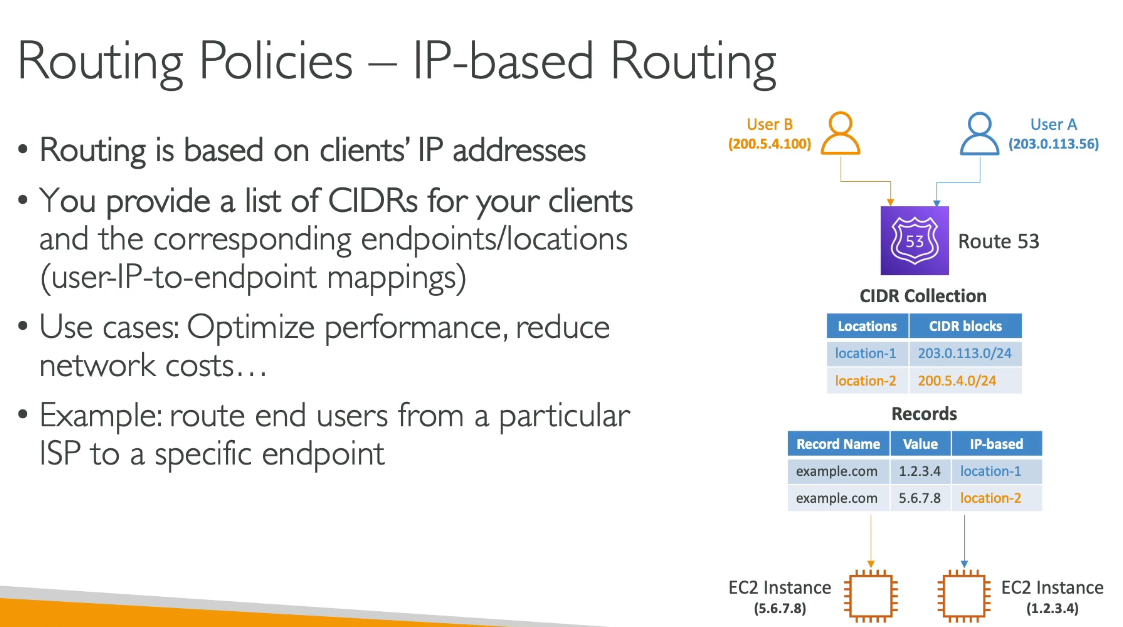 Routing Policies – IP-based Routing
• Routing is based on clients’ IP addresses
• You provide a list of CIDRs for your clients
and the corresponding endpoints/locations
(user-IP-to-endpoint mappings)
• Use cases: Optimize performance, reduce
network costs…
• Example: route end users from a particular
ISP to a specific endpoint
User B
(200.5.4.100)
User A
(203.0.113.56)
53
Route 53
CIDR Collection
Locations CIDR blocks
location-1 203.0.113.0/24
location-2 200.5.4.0/24
Records
Record Name Value IP-based
example.com 1.2.3.4 location-1
example.com 5.6.7.8 location-2
EC2 Instance
(5.6.7.8)
EC2 Instance
(1.2.3.4)